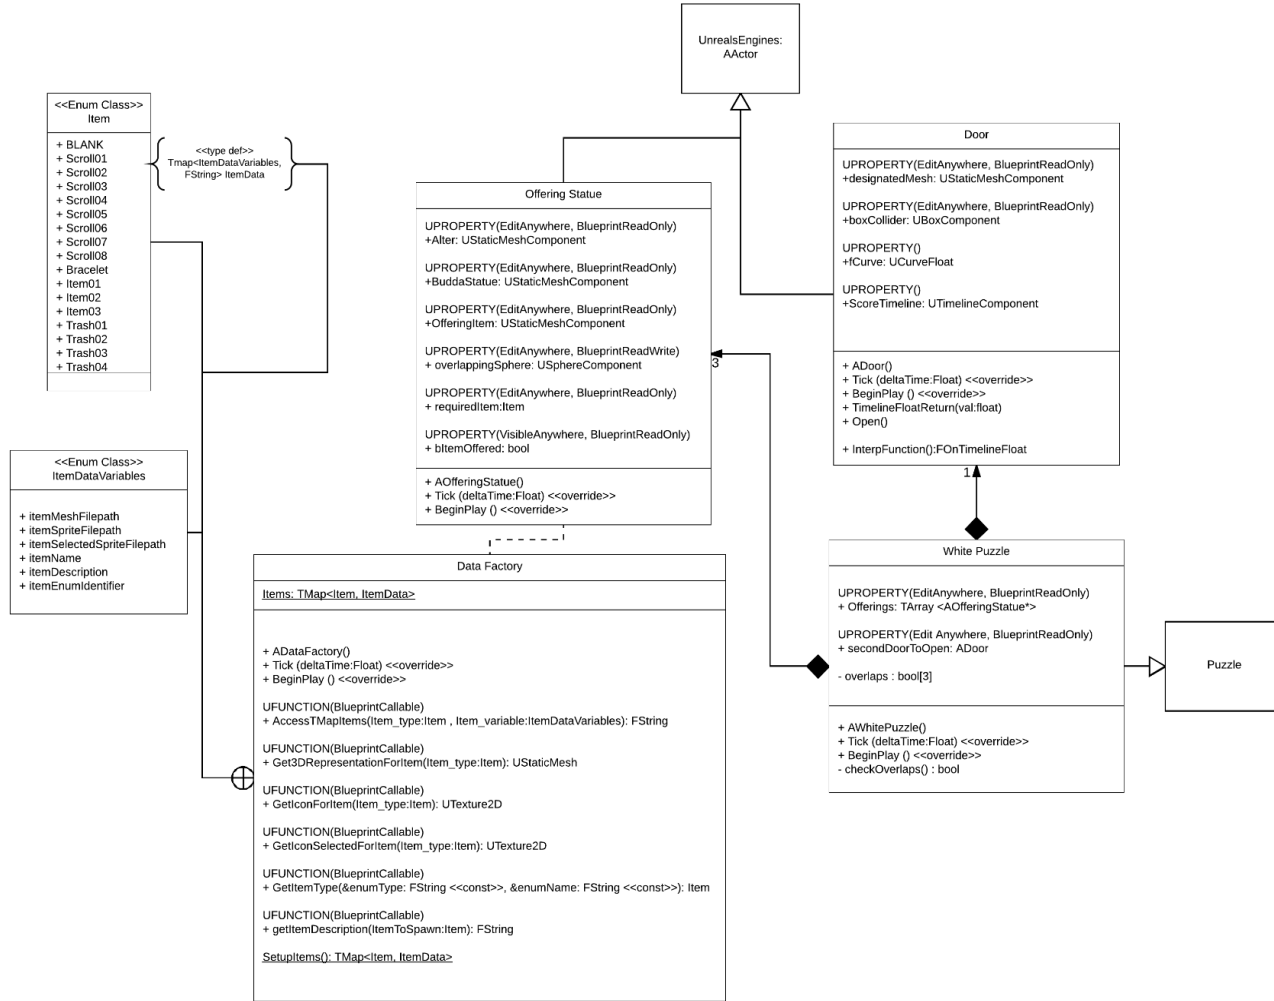 UnrealsEngines:
AActor
<<Enum Class>>
Item
+ BLANK
+ Scroll01
+ Scroll02
+ Scroll03
+ Scroll04
+ Scroll05
+ Scroll06
+ Scroll07
+ Scroll08
+ Bracelet
+ Item01
+ Item02
+ Item03
+ Trash01
+ Trash02
+ Trash03
+ Trash04
<<type def>>
Tmap<ItemDataVariables,
FString> ItemData
<<Enum Class>>
ItemDataVariables
+ itemMeshFilepath
+ itemSpriteFilepath
+ itemSelectedSpriteFilepath
+ itemName
+ itemDescription
+ itemEnumIdentifier
Offering Statue
UPROPERTY(EditAnywhere, BlueprintReadOnly)
+Alter: UStaticMeshComponent
UPROPERTY(EditAnywhere, BlueprintReadOnly)
+BuddaStatue: UStaticMeshComponent
UPROPERTY(EditAnywhere, BlueprintReadOnly)
+OfferingItem: UStaticMeshComponent
UPROPERTY(EditAnywhere, BlueprintReadWrite)
+ overlappingSphere: USphereComponent
UPROPERTY(EditAnywhere, BlueprintReadOnly)
+ requiredItem:Item
UPROPERTY(VisibleAnywhere, BlueprintReadOnly)
+ bItemOffered: bool
+ AOfferingStatue()
+ Tick (deltaTime:Float) <<override>>
+ BeginPlay () <<override>>
3
Door
UPROPERTY(EditAnywhere, BlueprintReadOnly)
+designatedMesh: UStaticMeshComponent
UPROPERTY(EditAnywhere, BlueprintReadOnly)
+boxCollider: UBoxComponent
UPROPERTY()
+fCurve: UCurveFloat
UPROPERTY()
+ScoreTimeline: UTimelineComponent
+ ADoor()
+ Tick (deltaTime:Float) <<override>>
+ BeginPlay () <<override>>
+ TimelineFloatReturn(val:float)
+ Open()
+ InterpFunction():FOnTimelineFloat
1
Data Factory
Items: TMap<Item, ItemData>
+ ADataFactory()
+ Tick (deltaTime:Float) <<override>>
+ BeginPlay () <<override>>
UFUNCTION(BlueprintCallable)
+ AccessTMapItems(Item_type:Item , Item_variable:ItemDataVariables): FString
UFUNCTION(BlueprintCallable)
+ Get3DRepresentationForItem(Item_type:Item): UStaticMesh
UFUNCTION(BlueprintCallable)
+ GetIconForItem(Item_type:Item): UTexture2D
UFUNCTION(BlueprintCallable)
+ GetIconSelectedForItem(Item_type:Item): UTexture2D
UFUNCTION(BlueprintCallable)
+ GetItemType(&enumType: FString <<const>>, &enumName: FString <<const>>): Item
UFUNCTION(BlueprintCallable)
+ getItemDescription(ItemToSpawn:Item): FString
SetupItems(): TMap<Item, ItemData>
White Puzzle
UPROPERTY(EditAnywhere, BlueprintReadOnly)
+ Offerings: TArray <AOfferingStatue*>
UPROPERTY(Edit Anywhere, BlueprintReadOnly)
+ secondDoorToOpen: ADoor
- overlaps : bool[3]
+ AWhitePuzzle()
+ Tick (deltaTime:Float) <<override>>
+ BeginPlay () <<override>>
- checkOverlaps() : bool
Puzzle